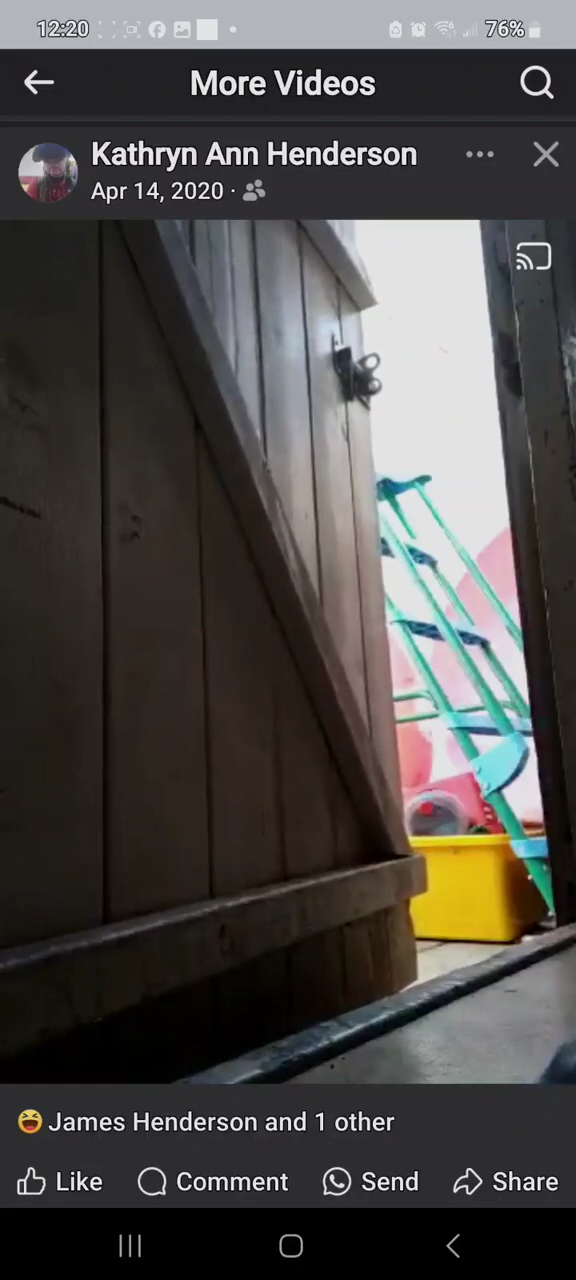 12:20
76%
More Videos
Kathryn Ann Henderson
Apr 14, 2020 ·
James Henderson and 1 other
Like Comment Send Share